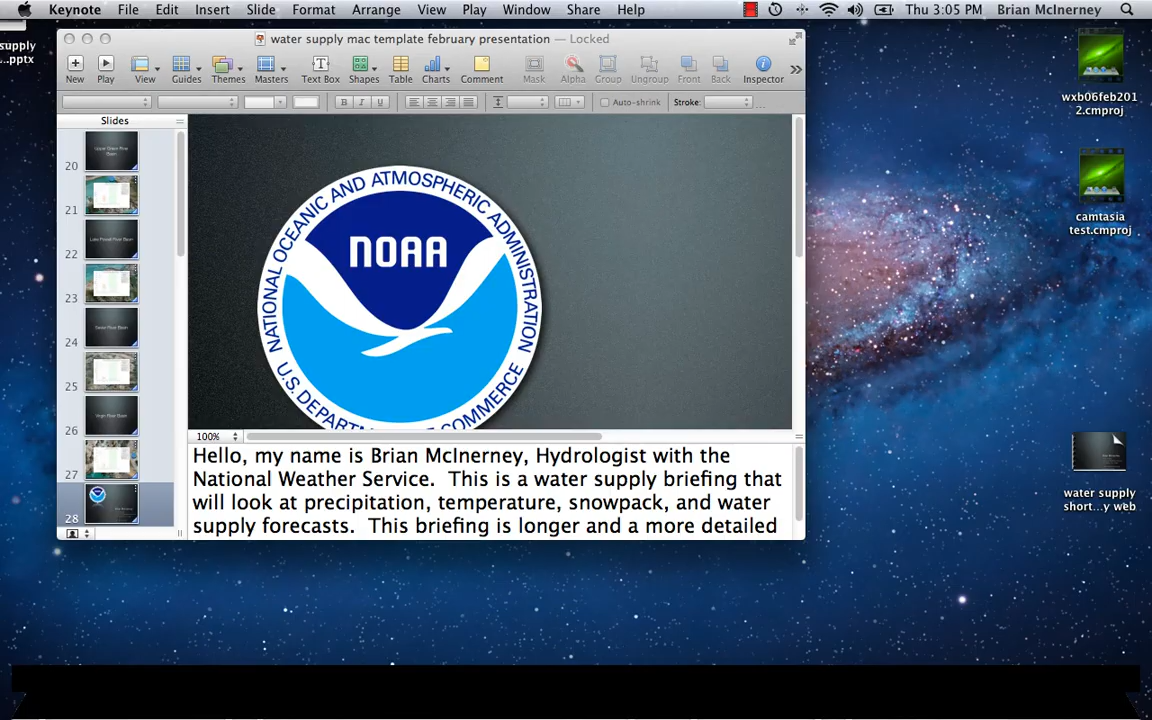 Keynote File Edit Insert Slide Format Arrange View Play Window Share Help Thu 3:05 PM Brian McInerney
supply
...pptx
water supply mac template february presentation — Locked
New Play View Guides Themes Masters Text Box Shapes Table Charts Comment Mask Alpha Group Ungroup Front Back Inspector
B I U Auto-shrink Stroke:
Slides
20
21
22
23
24
25
26
27
28
NATIONAL OCEANIC AND ATMOSPHERIC ADMINISTRATION
NOAA
U.S. DEPARTMENT OF COMMERCE
100%
Hello, my name is Brian McInerney, Hydrologist with the
National Weather Service. This is a water supply briefing that
will look at precipitation, temperature, snowpack, and water
supply forecasts. This briefing is longer and a more detailed
wxb06feb201
2.cmproj
camtasia
test.cmproj
water supply
short...y web